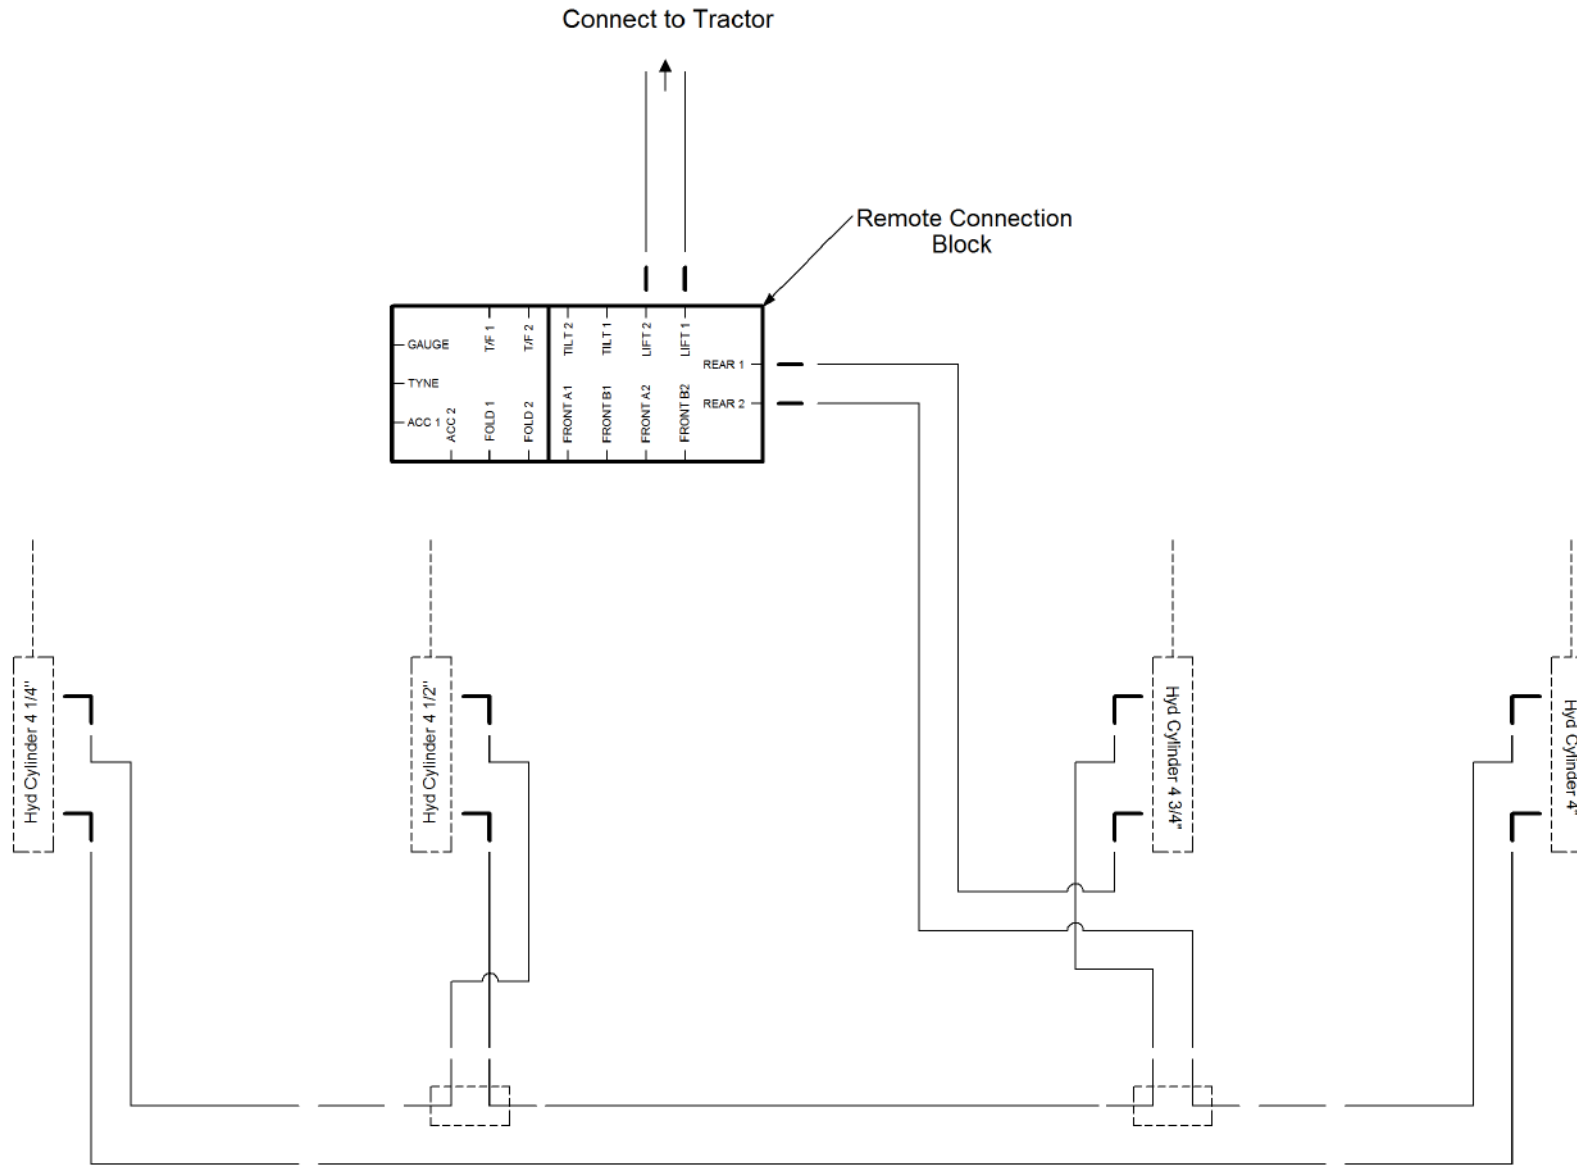 Connect to Tractor
Remote Connection
Block
GAUGE
TYNE
ACC 1
ACC 2
T/F 1
T/F 2
TILT 2
TILT 1
LIFT 2
LIFT 1
FOLD 1
FOLD 2
FRONT A1
FRONT B1
FRONT A2
FRONT B2
REAR 1
REAR 2
Hyd Cylinder 4 1/4"
Hyd Cylinder 4 1/2"
Hyd Cylinder 4 3/4"
Hyd Cylinder 4"